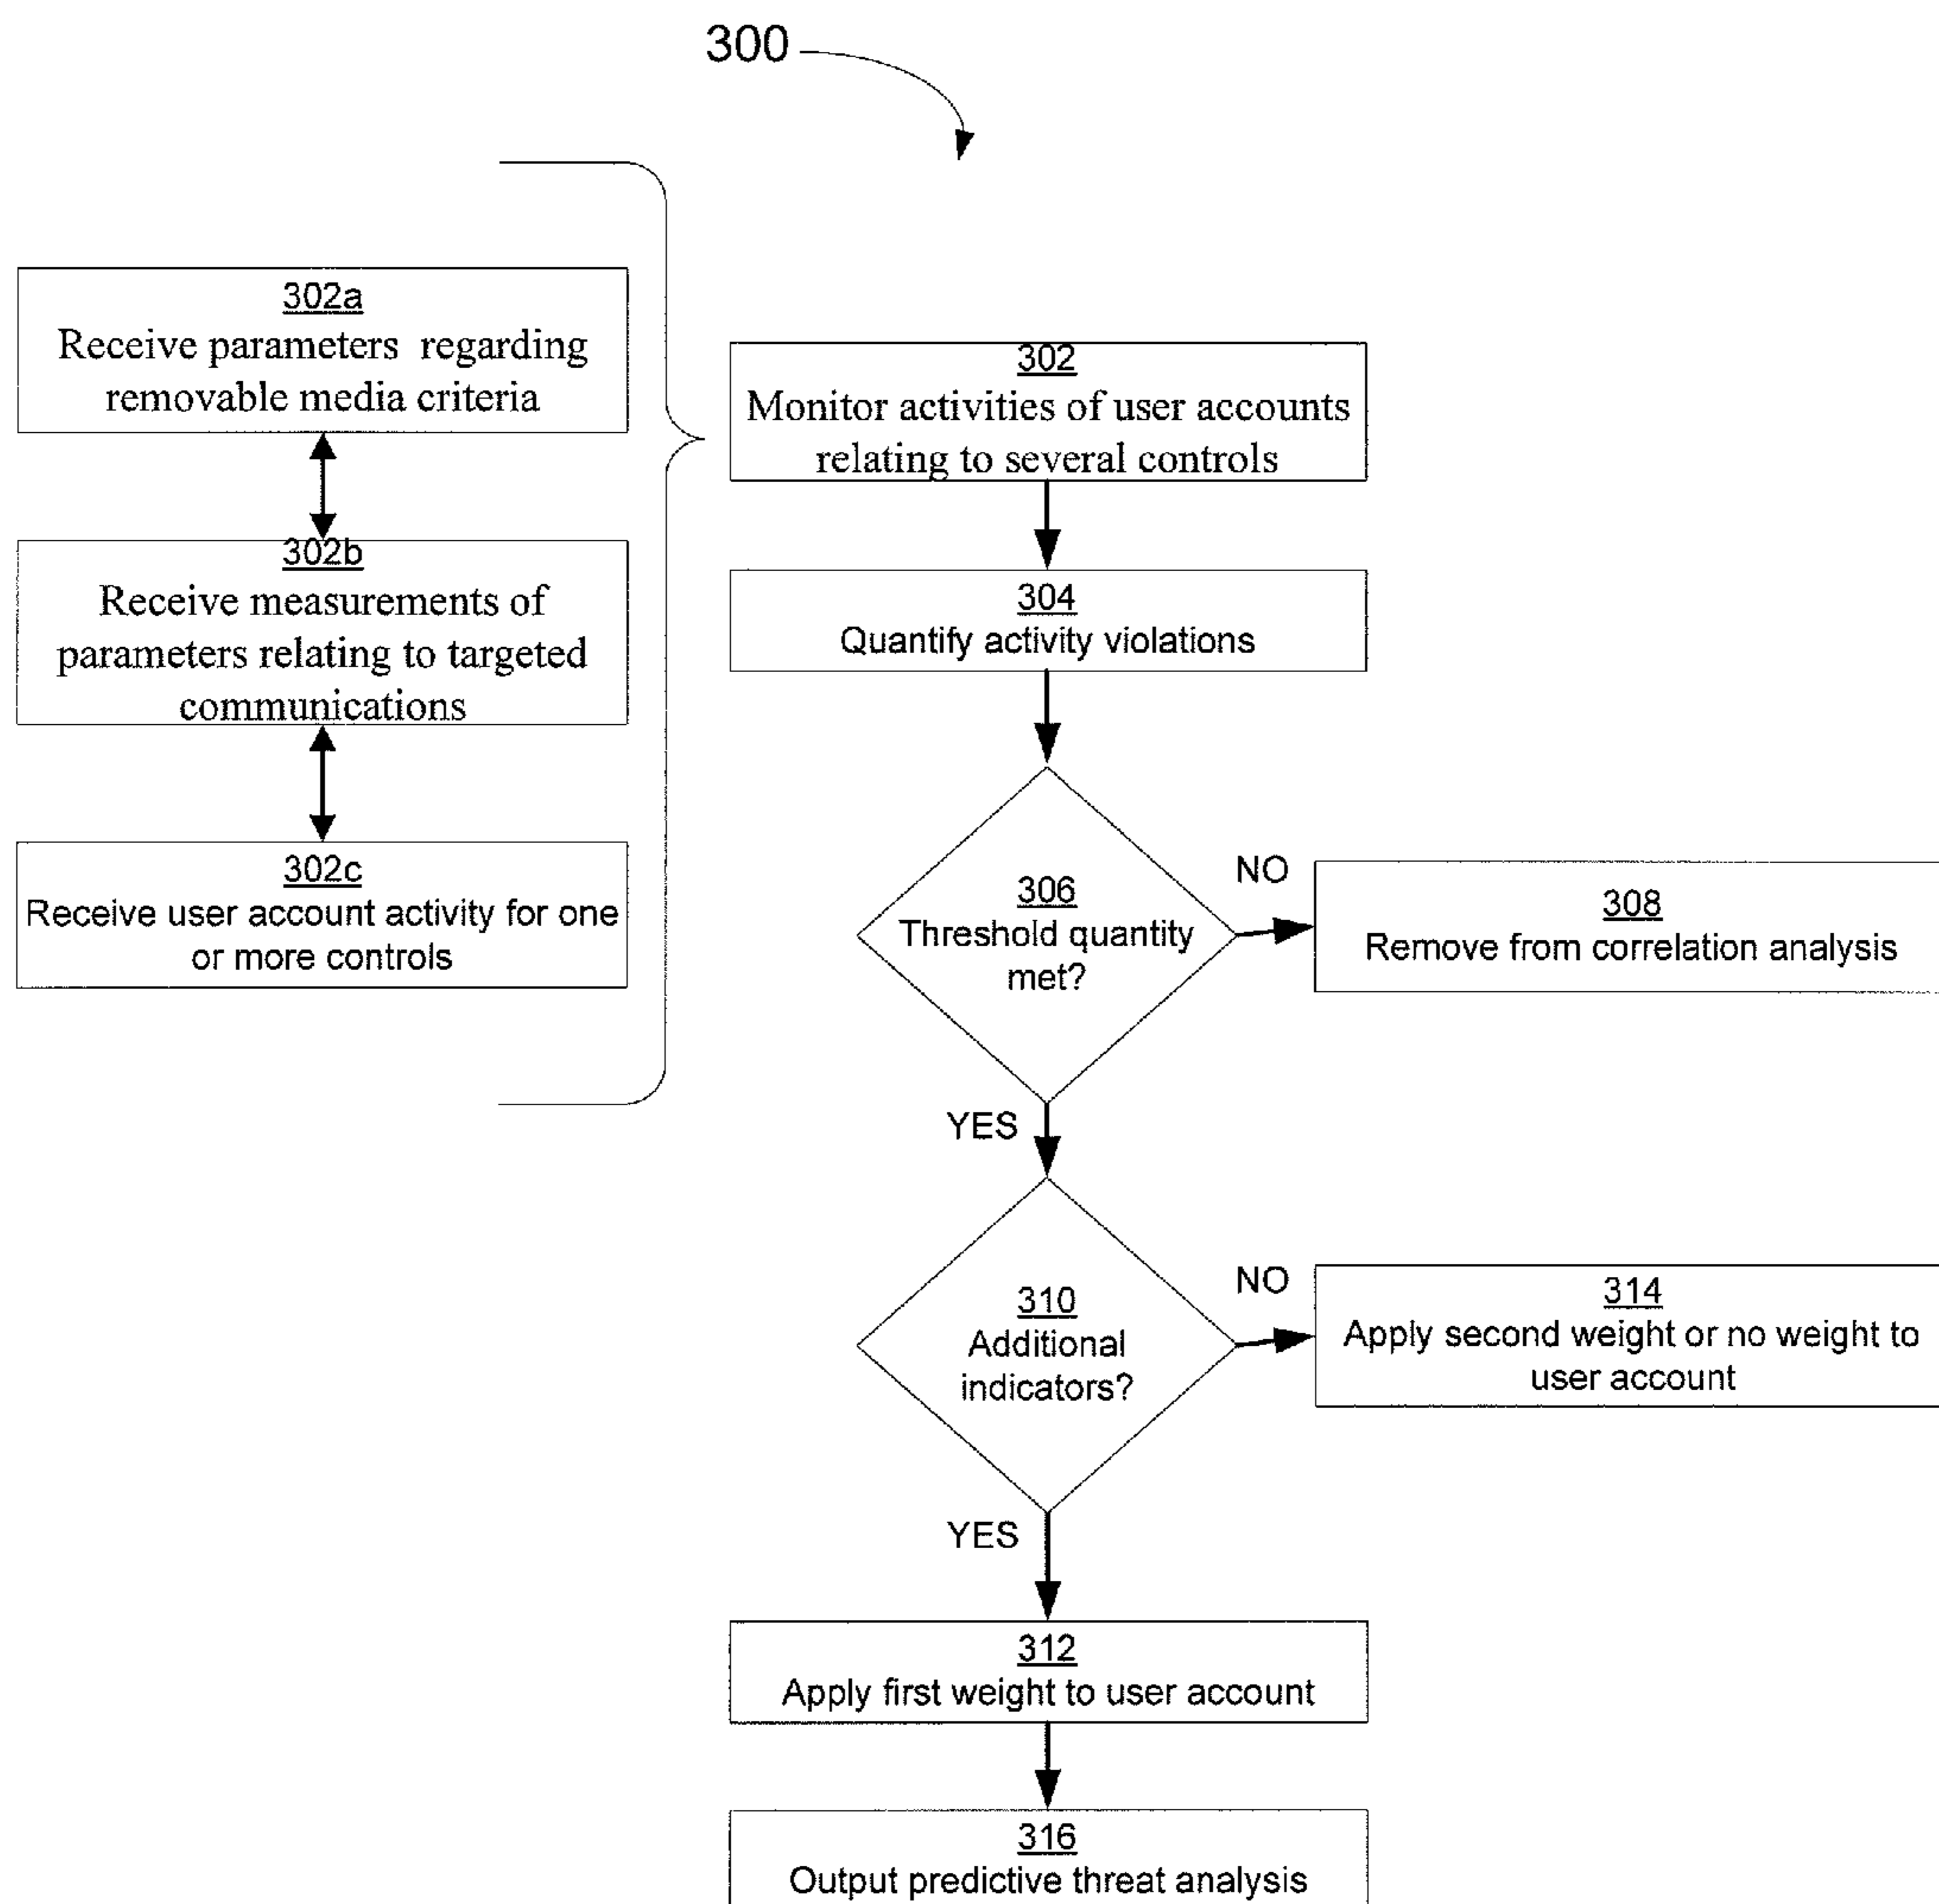 300
302a
Receive parameters regarding
removable media criteria
302b
Receive measurements of
parameters relating to targeted
communications
302c
Receive user account activity for one
or more controls
302
Monitor activities of user accounts
relating to several controls
304
Quantify activity violations
306
Threshold quantity
met?
NO
308
Remove from correlation analysis
YES
310
Additional
indicators?
NO
314
Apply second weight or no weight to
user account
YES
312
Apply first weight to user account
316
Output predictive threat analysis